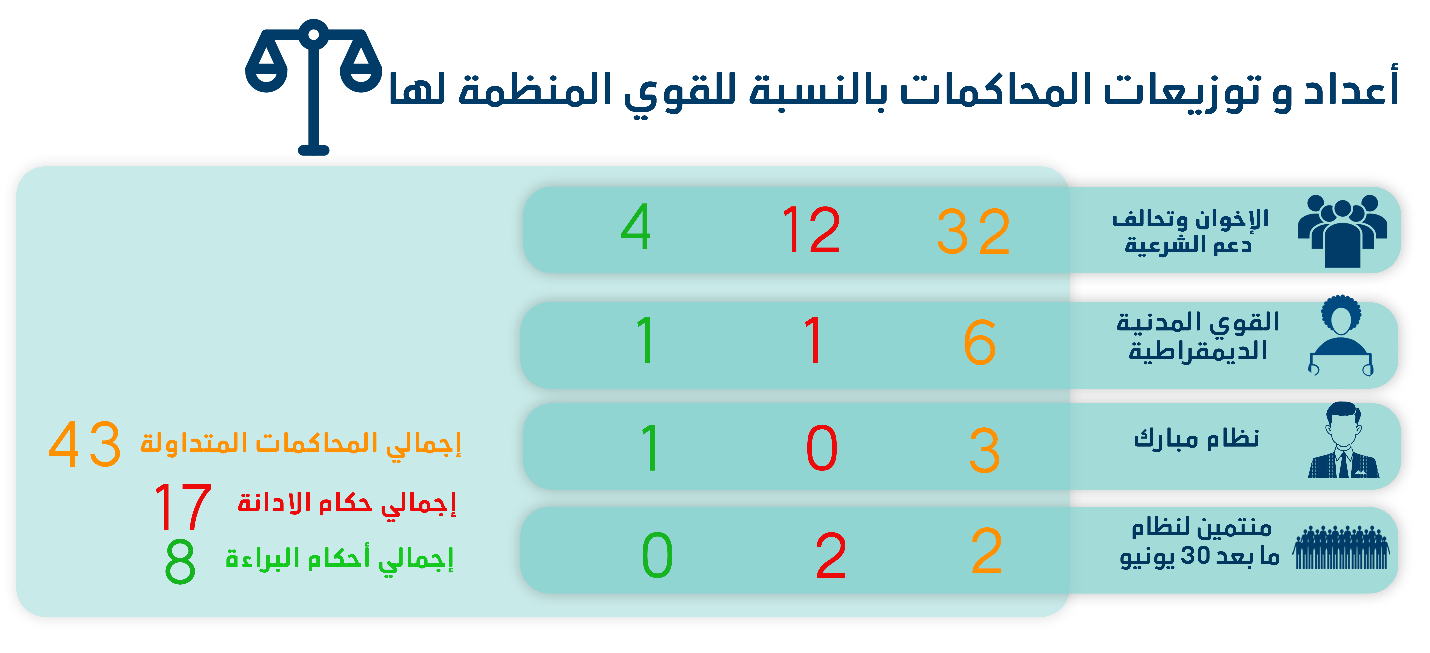 أعداد و توزيعات المحاكمات بالنسبة للقوي المنظمة لها
الإخوان وتحالف
دعم الشرعية
32 12 4
القوي المدنية
الديمقراطية
6 1 1
نظام مبارك
3 0 1
منتمين لنظام
ما بعد 30 يونيو
2 2 0
إجمالي المحاكمات المتداولة 43
إجمالي حكام الإدانة 17
إجمالي أحكام البراءة 8